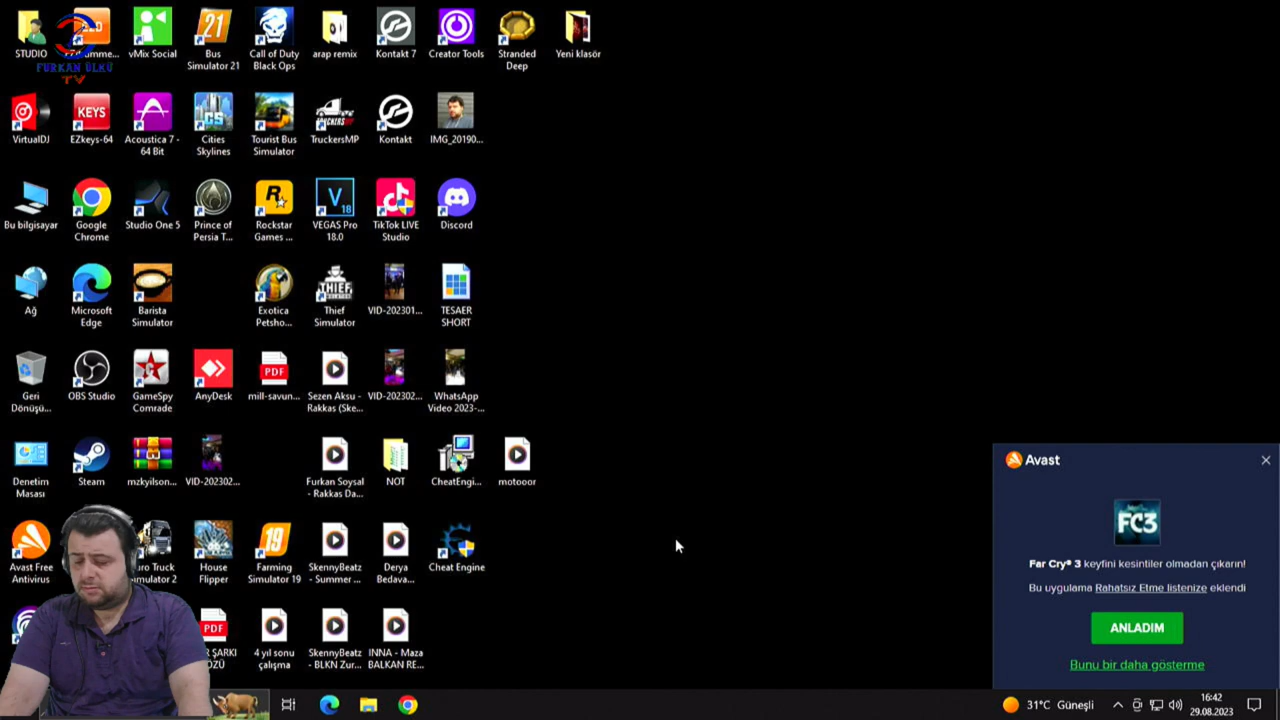 STUDIO
FURKAN ÜLKÜ
TV
vMix Social
Bus
Simulator 21
Call of Duty
Black Ops
arap remix
Kontakt 7
Creator Tools
Stranded
Deep
Yeni klasör
VirtualDJ
KEYS
EZkeys-64
Acoustica 7 -
64 Bit
Cities
Skylines
Tourist Bus
Simulator
TruckersMP
Kontakt
IMG_20190...
Bu bilgisayar
Google
Chrome
Studio One 5
Prince of
Persia T...
Rockstar
Games ...
VEGAS Pro
18.0
TikTok LIVE
Studio
Discord
Ağ
Microsoft
Edge
Barista
Simulator
Exotica
Petsho...
Thief
Simulator
VID-202301...
TESAER
SHORT
Geri
Dönüşü...
OBS Studio
GameSpy
Comrade
AnyDesk
PDF
mill-savun...
Sezen Aksu -
Rakkas (Ske...
VID-202302...
WhatsApp
Video 2023-...
Denetim
Masası
Steam
mzkyilson...
VID-202302...
Furkan Soysal
- Rakkas Da...
NOT
CheatEngi...
motooor
Avast Free
Antivirus
House
Flipper
19
Farming
Simulator 19
SkennyBeatz
- Summer ...
Derya
Bedava...
Cheat Engine
PDF
4 yıl sonu
çalışma
SkennyBeatz
- BLKN Zur...
INNA - Maza
BALKAN RE...
Avast
FC3
Far Cry® 3 keyfini kesintiler olmadan çıkarın!
Bu uygulama Rahatsız Etme listenize eklendi
ANLADIM
Bunu bir daha gösterme
31°C Güneşli
16:42
29.08.2023